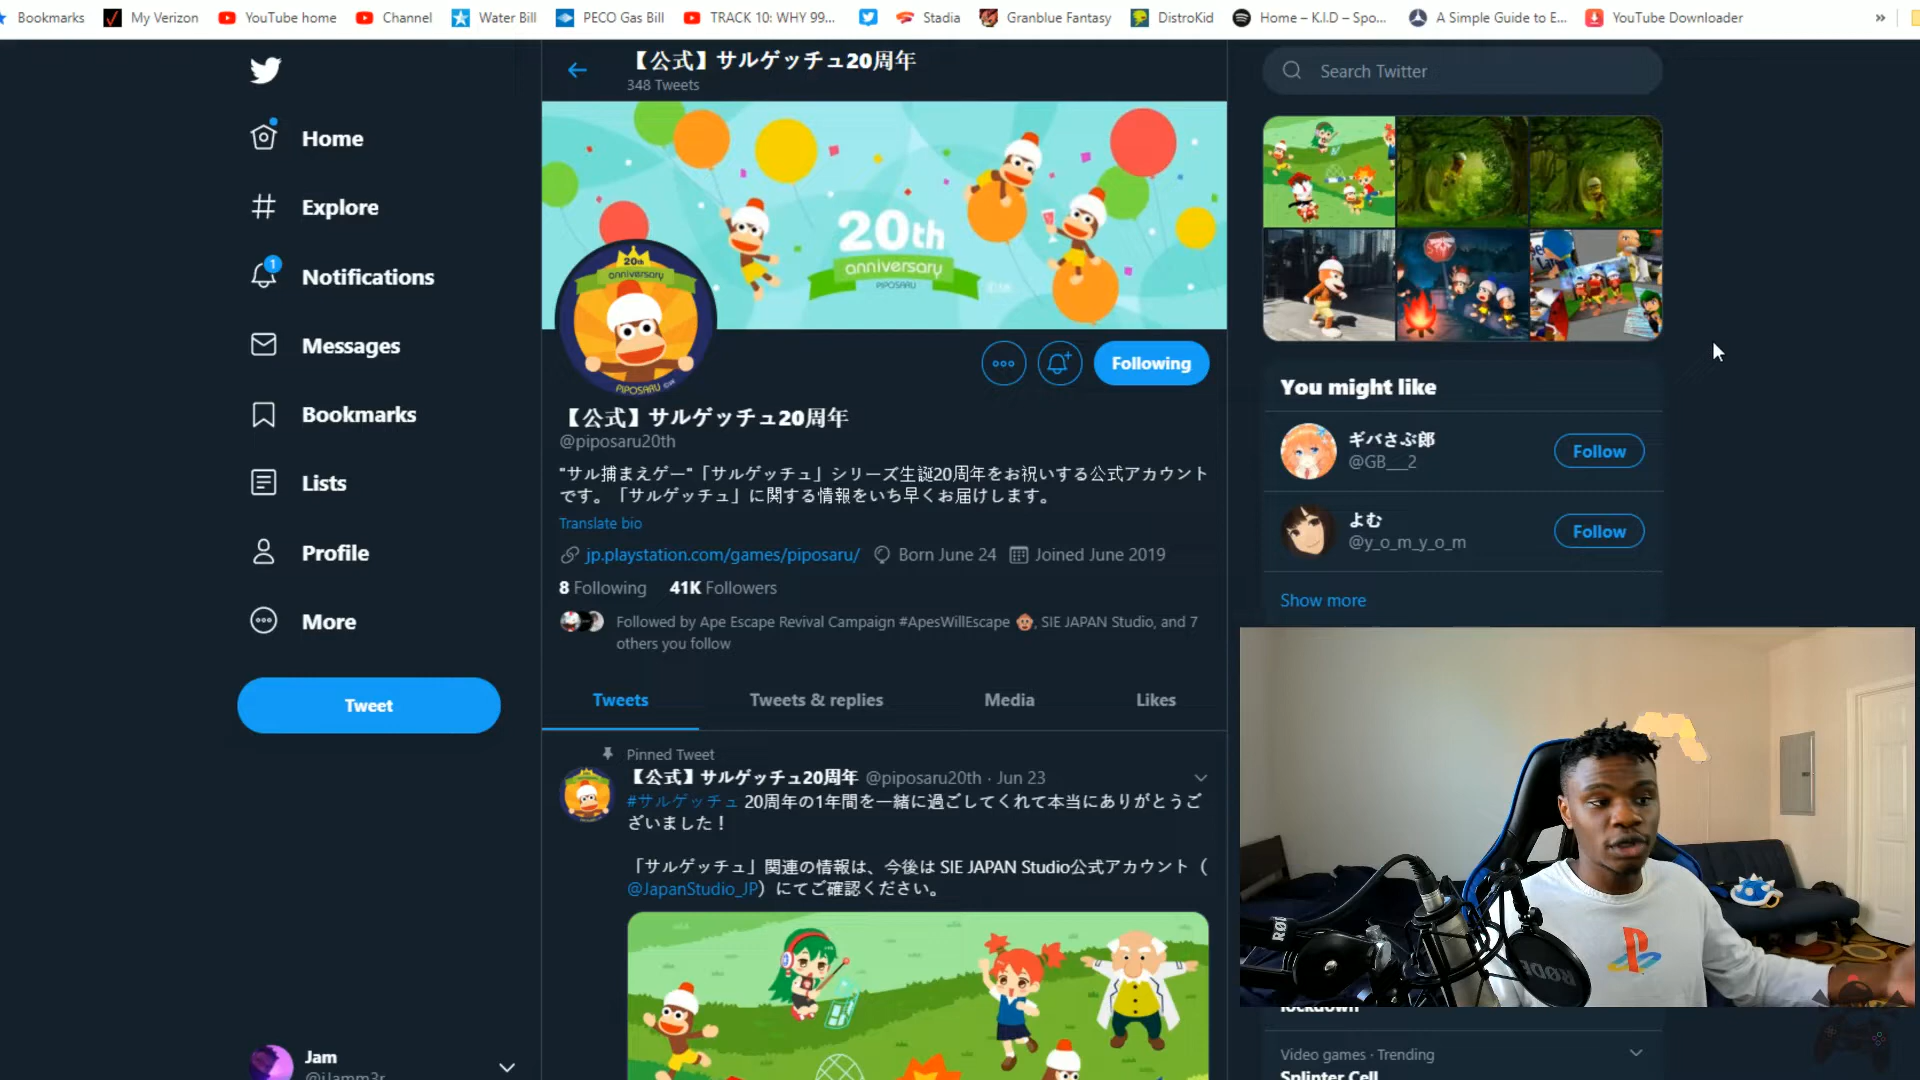 Bookmarks
My Verizon
YouTube home
Channel
Water Bill
PECO Gas Bill
TRACK 10: WHY 99...
Stadia
Granblue Fantasy
DistroKid
Home – K.I.D – Spo...
A Simple Guide to E...
YouTube Downloader
»
【公式】サルゲッチュ20周年
348 Tweets
Search Twitter
Home
Explore
1
Notifications
Messages
Bookmarks
Lists
Profile
More
Tweet
Jam
20th
anniversary
PIPOSARU
20th
anniversary
PIPOSARU
Following
【公式】サルゲッチュ20周年
@piposaru20th
"サル捕まえゲー"「サルゲッチュ」シリーズ生誕20周年をお祝いする公式アカウント
です。「サルゲッチュ」に関する情報をいち早くお届けします。
Translate bio
jp.playstation.com/games/piposaru/ Born June 24 Joined June 2019
8 Following 41K Followers
Followed by Ape Escape Revival Campaign #ApesWillEscape, SIE JAPAN Studio, and 7
others you follow
Tweets
Tweets & replies
Media
Likes
Pinned Tweet
【公式】サルゲッチュ20周年 @piposaru20th · Jun 23
#サルゲッチュ 20周年の1年間を一緒に過ごしてくれて本当にありがとうご
ざいました！
「サルゲッチュ」関連の情報は、今後は SIE JAPAN Studio公式アカウント（
@JapanStudio_JP）にてご確認ください。
You might like
ギバさぶ郎
@GB___2
Follow
よむ
@y_o_m_y_o_m
Follow
Show more
RØDE
lockdown
Video games · Trending
Splinter Cell